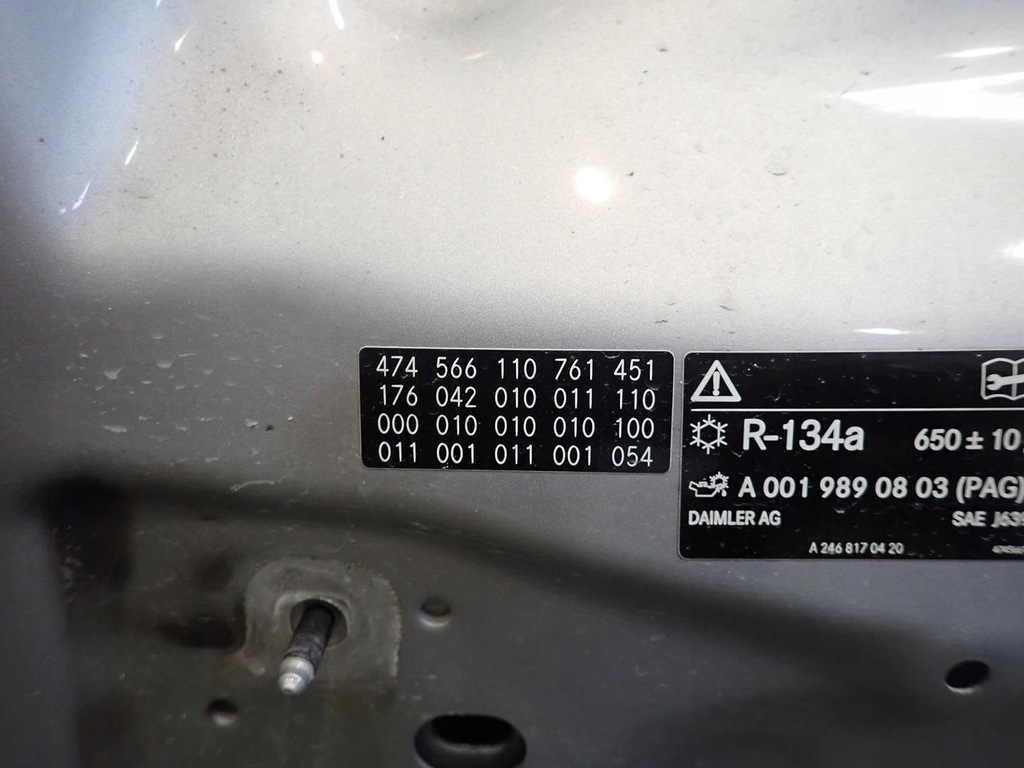 474 566 110 761 451
176 042 010 011 110
000 010 010 010 100
011 001 011 001 054
R-134a 650 ± 10
A 001 989 08 03 (PAG)
DAIMLER AG SAE
A 246 817 04 20